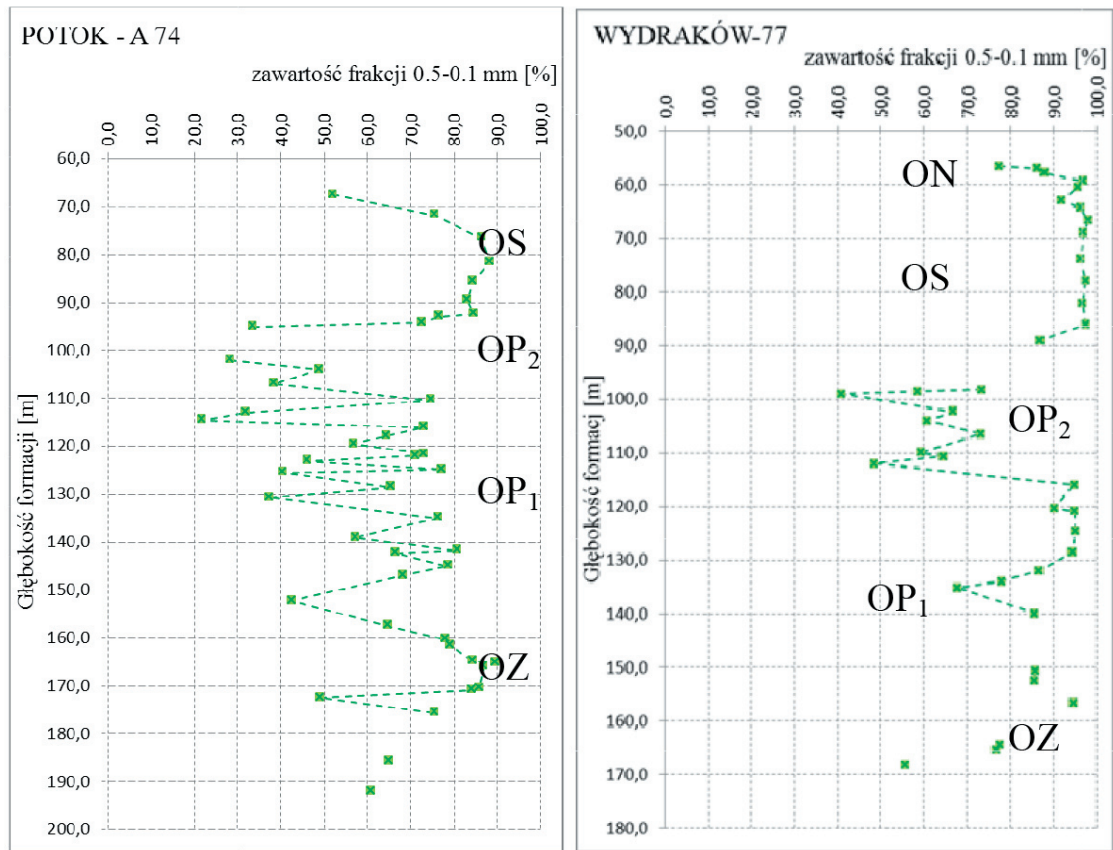 POTOK - A 74
zawartość frakcji 0.5-0.1 mm [%]
0,0 10,0 20,0 30,0 40,0 50,0 60,0 70,0 80,0 90,0 100,0
Głębokość formacji [m]
60,0
70,0
80,0
90,0
100,0
110,0
120,0
130,0
140,0
150,0
160,0
170,0
180,0
190,0
200,0
OS
OP₂
OP₁
OZ
WYDRAKÓW-77
zawartość frakcji 0.5-0.1 mm [%]
0,0 10,0 20,0 30,0 40,0 50,0 60,0 70,0 80,0 90,0 100,0
Głębokość formacji [m]
50,0
60,0
70,0
80,0
90,0
100,0
110,0
120,0
130,0
140,0
150,0
160,0
170,0
180,0
ON
OS
OP₂
OP₁
OZ